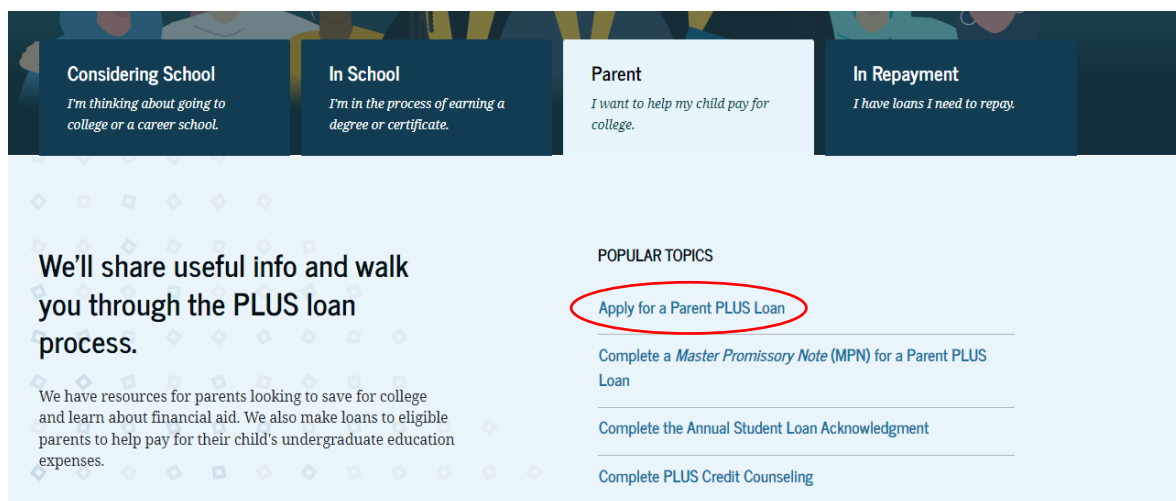 Considering School
I'm thinking about going to
college or a career school.
In School
I'm in the process of earning a
degree or certificate.
Parent
I want to help my child pay for
college.
In Repayment
I have loans I need to repay.
We'll share useful info and walk
you through the PLUS loan
process.
We have resources for parents looking to save for college
and learn about financial aid. We also make loans to eligible
parents to help pay for their child's undergraduate education
expenses.
POPULAR TOPICS
Apply for a Parent PLUS Loan
Complete a Master Promissory Note (MPN) for a Parent PLUS
Loan
Complete the Annual Student Loan Acknowledgment
Complete PLUS Credit Counseling